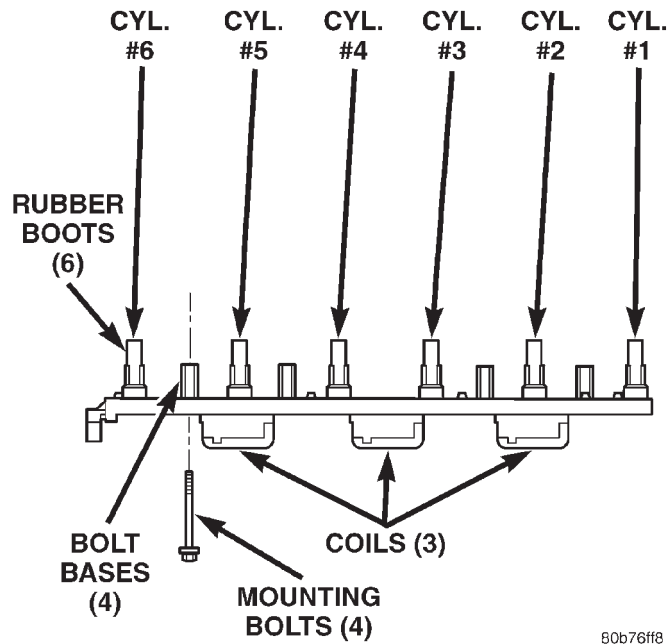 CYL. CYL. CYL. CYL. CYL. CYL.
#6 #5 #4 #3 #2 #1
RUBBER
BOOTS
(6)
BOLT
BASES
(4)
MOUNTING
BOLTS (4)
COILS (3)
80b76ff8